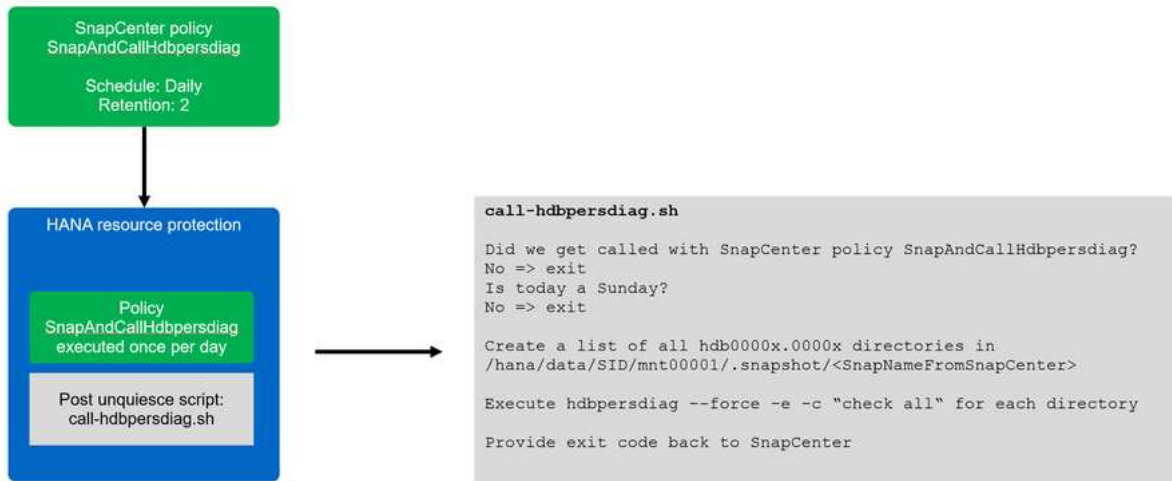 SnapCenter policy
SnapAndCallHdbpersdiag
Schedule: Daily
Retention: 2
HANA resource protection
Policy
SnapAndCallHdbpersdiag
executed once per day
Post unquiesce script:
call-hdbpersdiag.sh
call-hdbpersdiag.sh
Did we get called with SnapCenter policy SnapAndCallHdbpersdiag?
No => exit
Is today a Sunday?
No => exit
Create a list of all hdb0000x.0000x directories in
/hana/data/SID/mnt00001/.snapshot/<SnapNameFromSnapCenter>
Execute hdbpersdiag --force -e -c “check all“ for each directory
Provide exit code back to SnapCenter